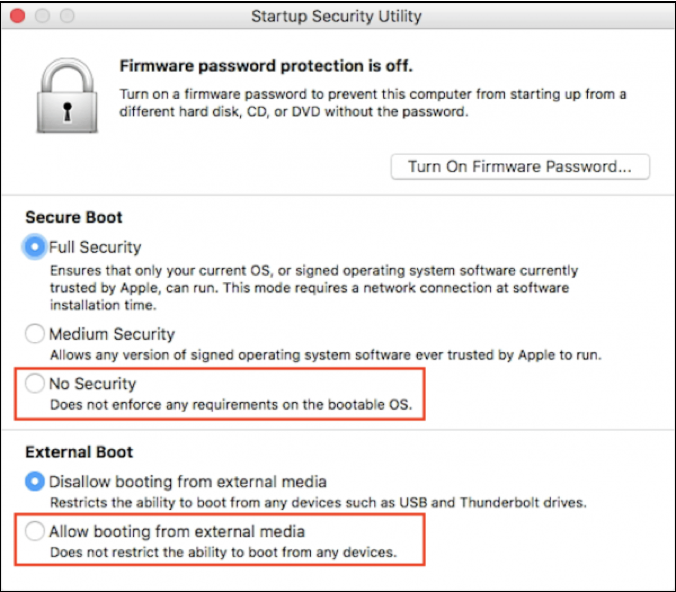 Startup Security Utility
Firmware password protection is off.
Turn on a firmware password to prevent this computer from starting up from a
different hard disk, CD, or DVD without the password.
Turn On Firmware Password...
Secure Boot
Full Security
Ensures that only your current OS, or signed operating system software currently
trusted by Apple, can run. This mode requires a network connection at software
installation time.
Medium Security
Allows any version of signed operating system software ever trusted by Apple to run.
No Security
Does not enforce any requirements on the bootable OS.
External Boot
Disallow booting from external media
Restricts the ability to boot from any devices such as USB and Thunderbolt drives.
Allow booting from external media
Does not restrict the ability to boot from any devices.